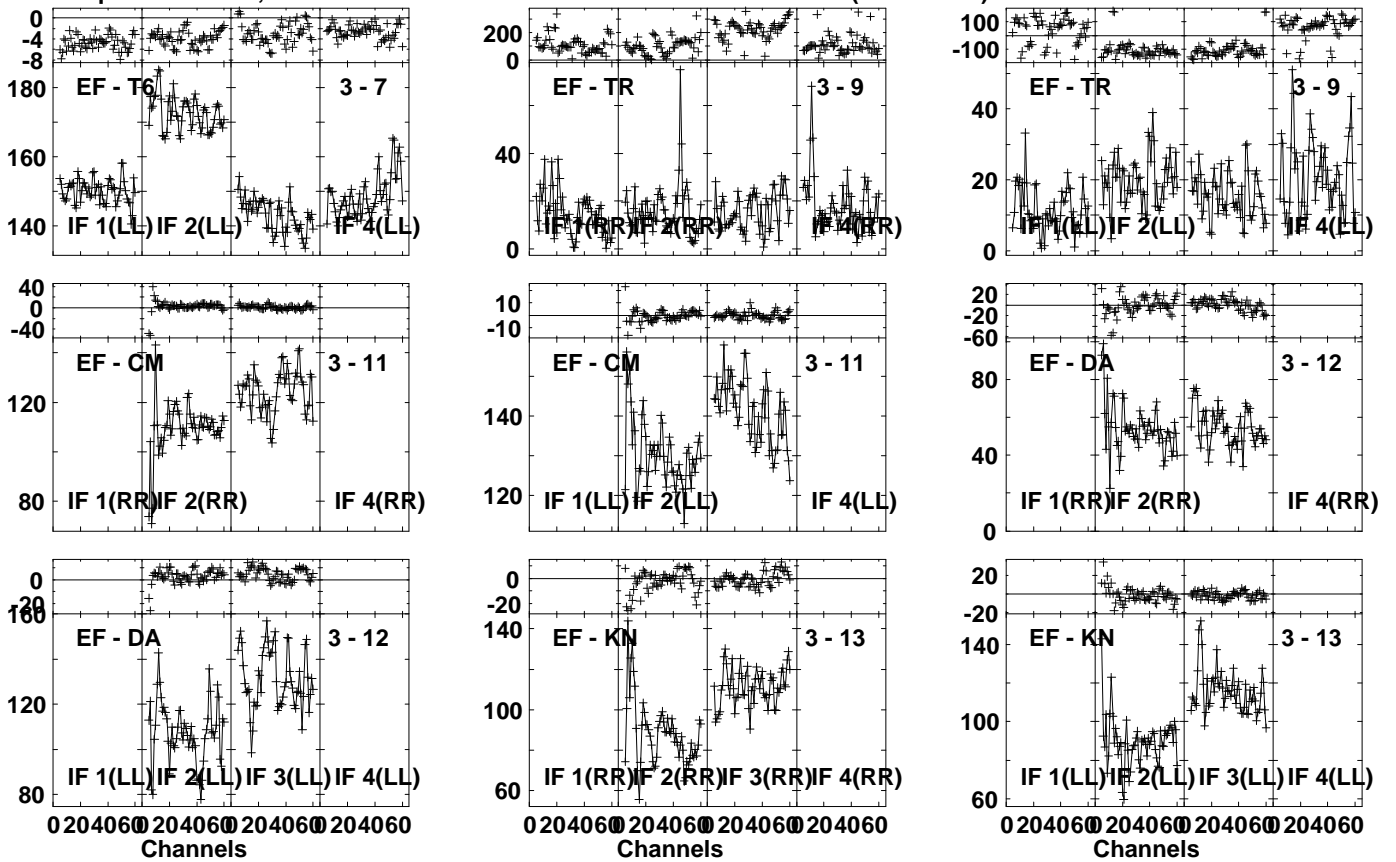 0
-4
-8
EF - T6
3 - 7
180
160
140
IF 1(LL) IF 2(LL) IF 4(LL)
200
0
EF - TR
3 - 9
40
20
0
IF 1(RR) IF 2(RR) IF 4(RR)
100
-100
EF - TR
3 - 9
40
20
0
IF 1(LL) IF 2(LL) IF 4(LL)
40
0
-40
EF - CM
3 - 11
120
80
IF 1(RR) IF 2(RR) IF 4(RR)
10
-10
EF - CM
3 - 11
140
120
IF 1(LL) IF 2(LL) IF 4(LL)
20
-20
-60
EF - DA
3 - 12
80
40
0
IF 1(RR) IF 2(RR) IF 4(RR)
0
-20
160
EF - DA
3 - 12
120
80
IF 1(LL) IF 2(LL) IF 3(LL) IF 4(LL)
0 20 40 60 0 20 40 60 0 20 40 60 0 20 40 60
Channels
0
-20
EF - KN
3 - 13
140
100
60
IF 1(RR) IF 2(RR) IF 3(RR) IF 4(RR)
0 20 40 60 0 20 40 60 0 20 40 60 0 20 40 60
Channels
20
-20
EF - KN
3 - 13
140
100
60
IF 1(LL) IF 2(LL) IF 3(LL) IF 4(LL)
0 20 40 60 0 20 40 60 0 20 40 60 0 20 40 60
Channels